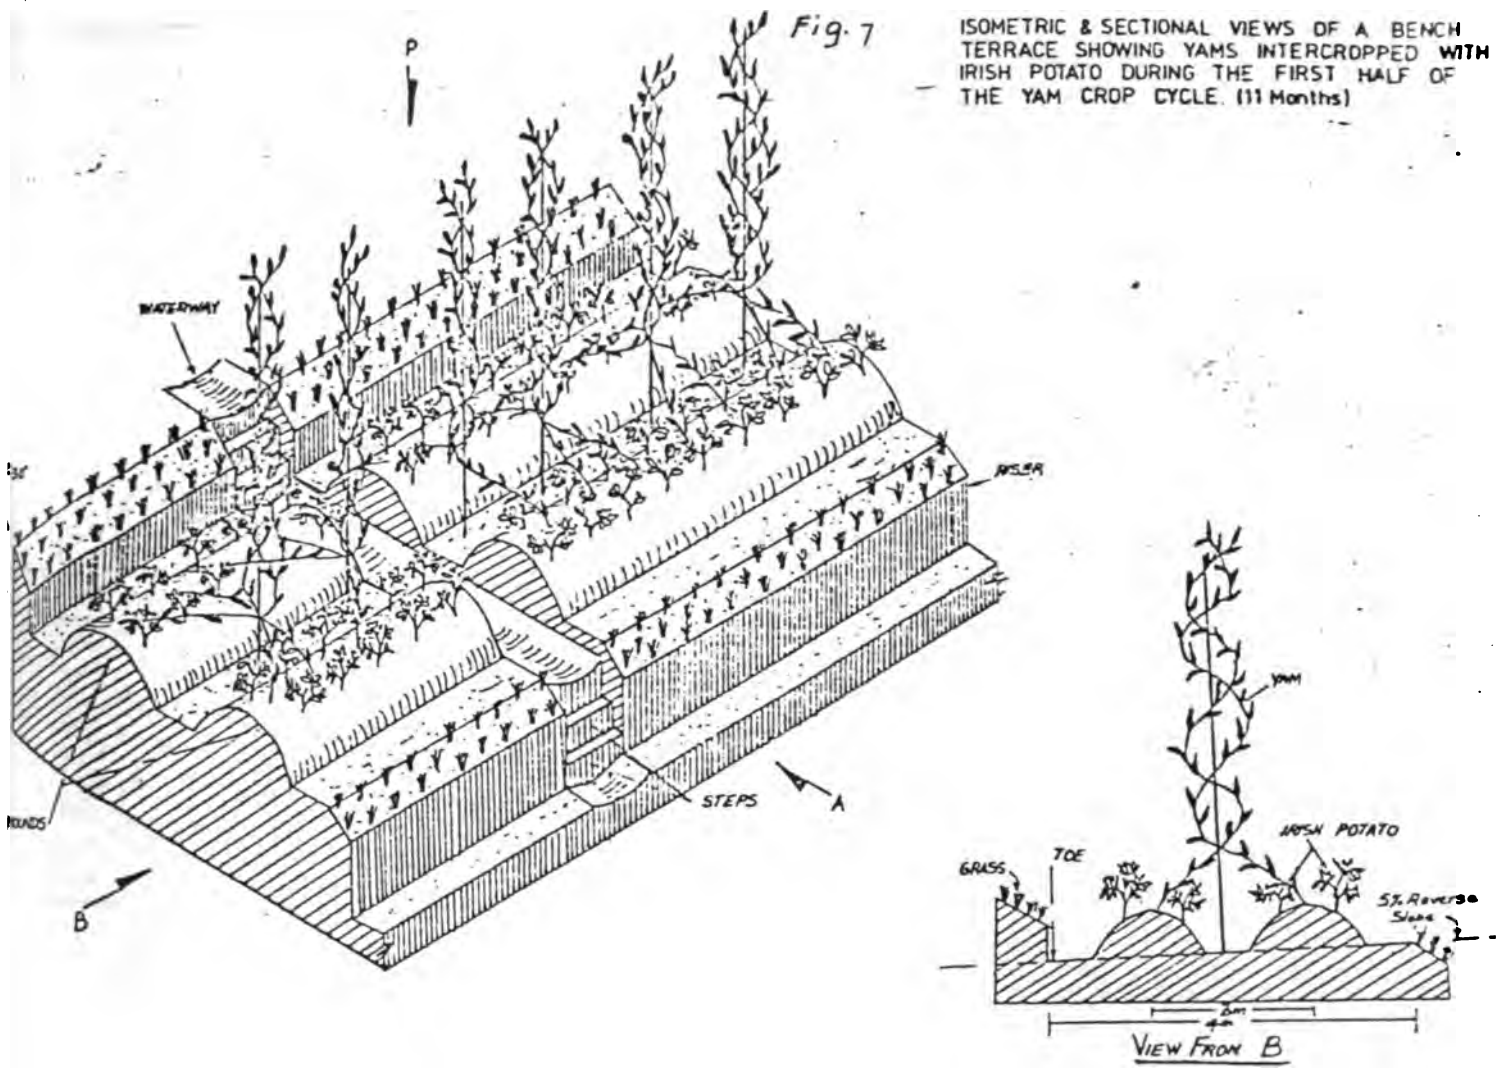 Fig. 7
ISOMETRIC & SECTIONAL VIEWS OF A BENCH
TERRACE SHOWING YAMS INTERCROPPED WITH
IRISH POTATO DURING THE FIRST HALF OF
THE YAM CROP CYCLE. (11 Months)
P
WATERWAY
RISER
STEPS
A
B
YAM
IRISH POTATO
GRASS
TOE
5% Reverse
Slope
2m
4m
VIEW FROM B